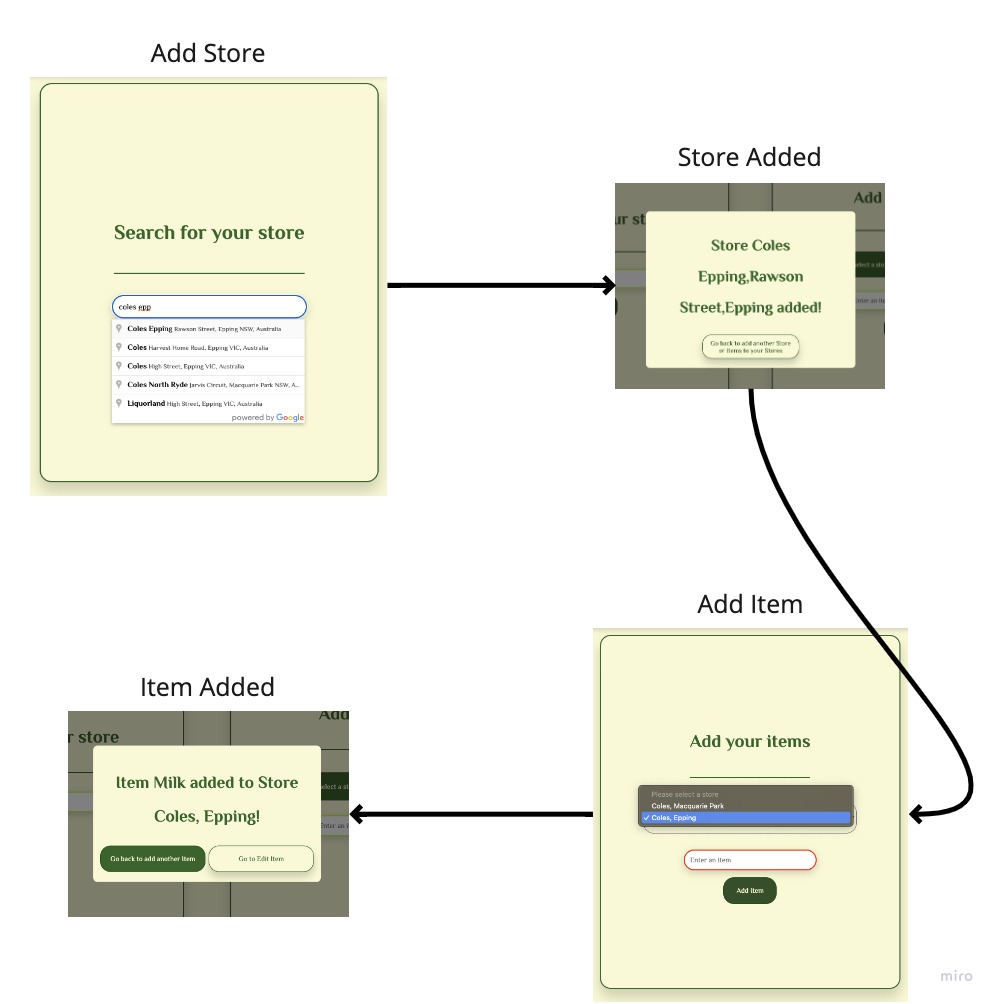 Add Store
Search for your store
coles epp
Coles Epping Rawson Street, Epping NSW, Australia
Coles Harvest Home Road, Epping VIC, Australia
Coles High Street, Epping VIC, Australia
Coles North Ryde Jarvis Circuit, Macquarie Park NSW, A...
Liquorland High Street, Epping VIC, Australia
powered by Google
Store Added
ur st
Add
Store Coles
Epping,Rawson
Street,Epping added!
elect a sto
Enter an it
Go back to add another Store
or Items to your Stores
Add Item
Add your items
Please select a store
Coles, Macquarie Park
✓ Coles, Epping
Enter an item
Add Item
Item Added
r store
Add
Item Milk added to Store
Coles, Epping!
elect a st
Enter an i
Go back to add another Item
Go to Edit Item
miro